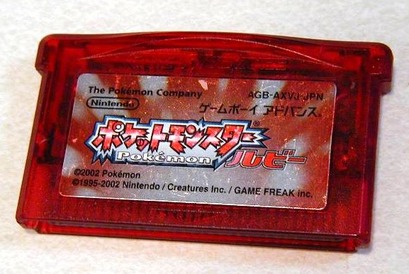 The Pokémon Company
AGB-AXVJ-JPN
Nintendo
ゲームボーイ アドバンス
ポケットモンスター
Pokémon
ルビー
©2002 Pokémon
©1995-2002 Nintendo / Creatures Inc. / GAME FREAK inc.